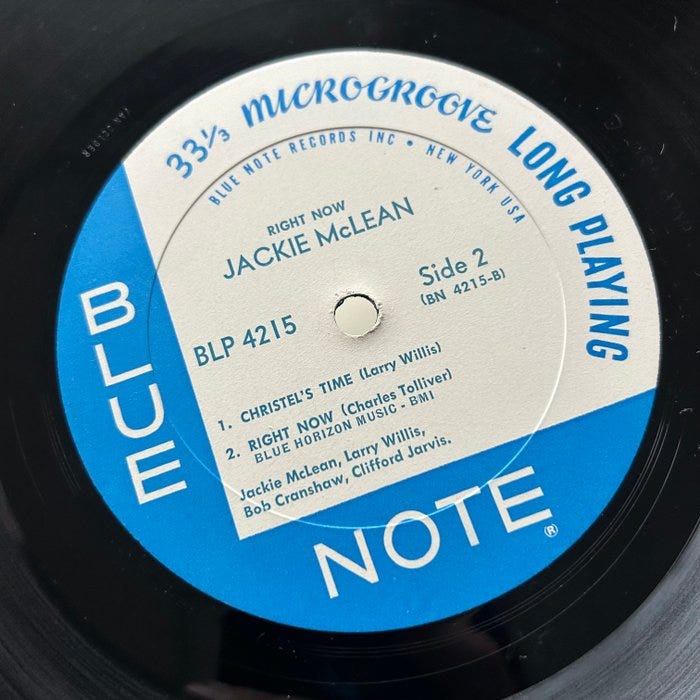 33⅓ MICROGROOVE LONG PLAYING
BLUE NOTE RECORDS INC • NEW YORK USA
RIGHT NOW
JACKIE McLEAN
Side 2
(BN 4215-B)
BLP 4215
1. CHRISTEL'S TIME (Larry Willis)
2. RIGHT NOW (Charles Tolliver)
BLUE HORIZON MUSIC - BMI
Jackie McLean, Larry Willis,
Bob Cranshaw, Clifford Jarvis.
BLUE
NOTE®
VAN GELDER